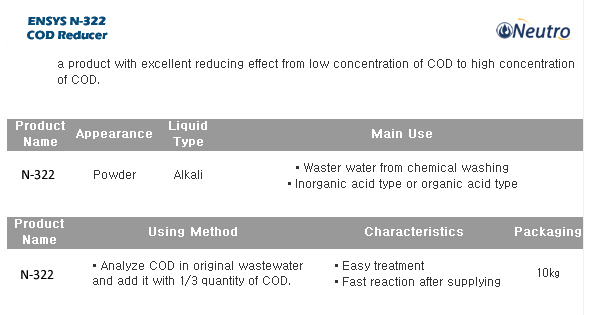 ENSYS N-322
COD Reducer
Neutro
a product with excellent reducing effect from low concentration of COD to high concentration
of COD.
Product Name Appearance Liquid Type Main Use
N-322 Powder Alkali • Waster water from chemical washing
• Inorganic acid type or organic acid type
Product Name Using Method Characteristics Packaging
N-322 • Analyze COD in original wastewater
and add it with 1/3 quantity of COD.
• Easy treatment
• Fast reaction after supplying
10kg